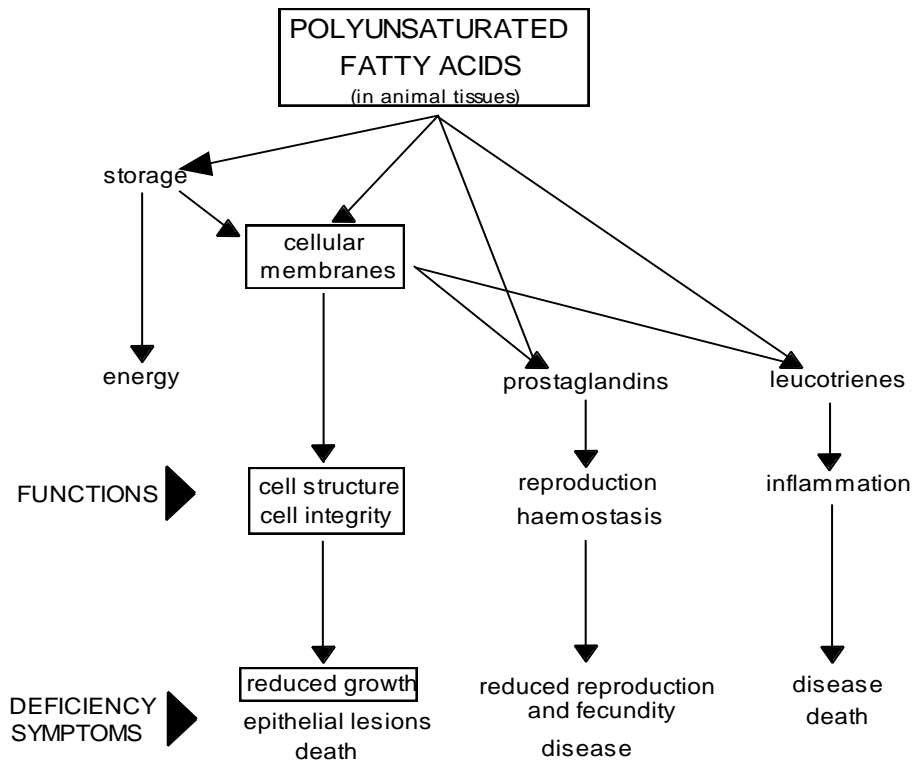 POLYUNSATURATED
FATTY ACIDS
(in animal tissues)
storage
cellular
membranes
energy
prostaglandins
leucotrienes
FUNCTIONS
cell structure
cell integrity
reproduction
haemostasis
inflammation
DEFICIENCY
SYMPTOMS
reduced growth
epithelial lesions
death
reduced reproduction
and fecundity
disease
disease
death